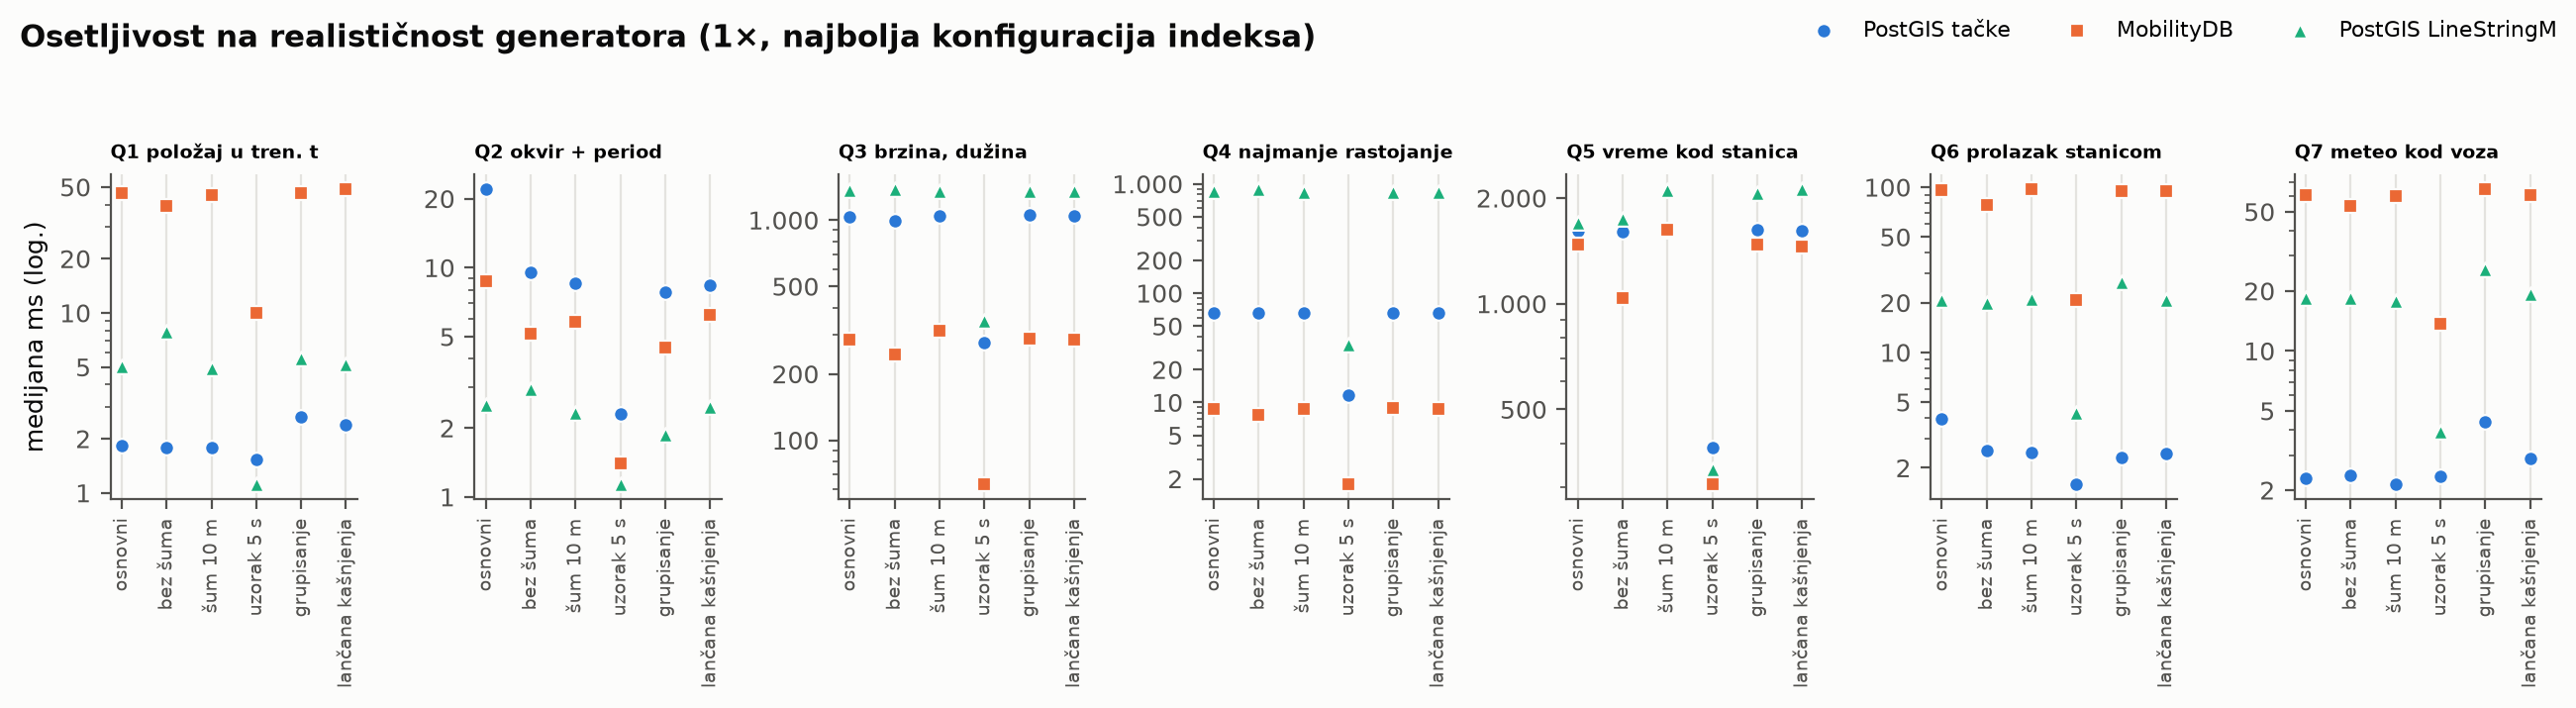 Osetljivost na realističnost generatora (1×, najbolja konfiguracija indeksa)
PostGIS tačke
MobilityDB
PostGIS LineStringM
medijana ms (log.)
Q1 položaj u tren. t
50
20
10
5
2
1
osnovni
bez šuma
šum 10 m
uzorak 5 s
grupisanje
lančana kašnjenja
Q2 okvir + period
20
10
5
2
1
osnovni
bez šuma
šum 10 m
uzorak 5 s
grupisanje
lančana kašnjenja
Q3 brzina, dužina
1.000
500
200
100
osnovni
bez šuma
šum 10 m
uzorak 5 s
grupisanje
lančana kašnjenja
Q4 najmanje rastojanje
1.000
500
200
100
50
20
10
5
2
osnovni
bez šuma
šum 10 m
uzorak 5 s
grupisanje
lančana kašnjenja
Q5 vreme kod stanica
2.000
1.000
500
osnovni
bez šuma
šum 10 m
uzorak 5 s
grupisanje
lančana kašnjenja
Q6 prolazak stanicom
100
50
20
10
5
2
osnovni
bez šuma
šum 10 m
uzorak 5 s
grupisanje
lančana kašnjenja
Q7 meteo kod voza
50
20
10
5
2
osnovni
bez šuma
šum 10 m
uzorak 5 s
grupisanje
lančana kašnjenja